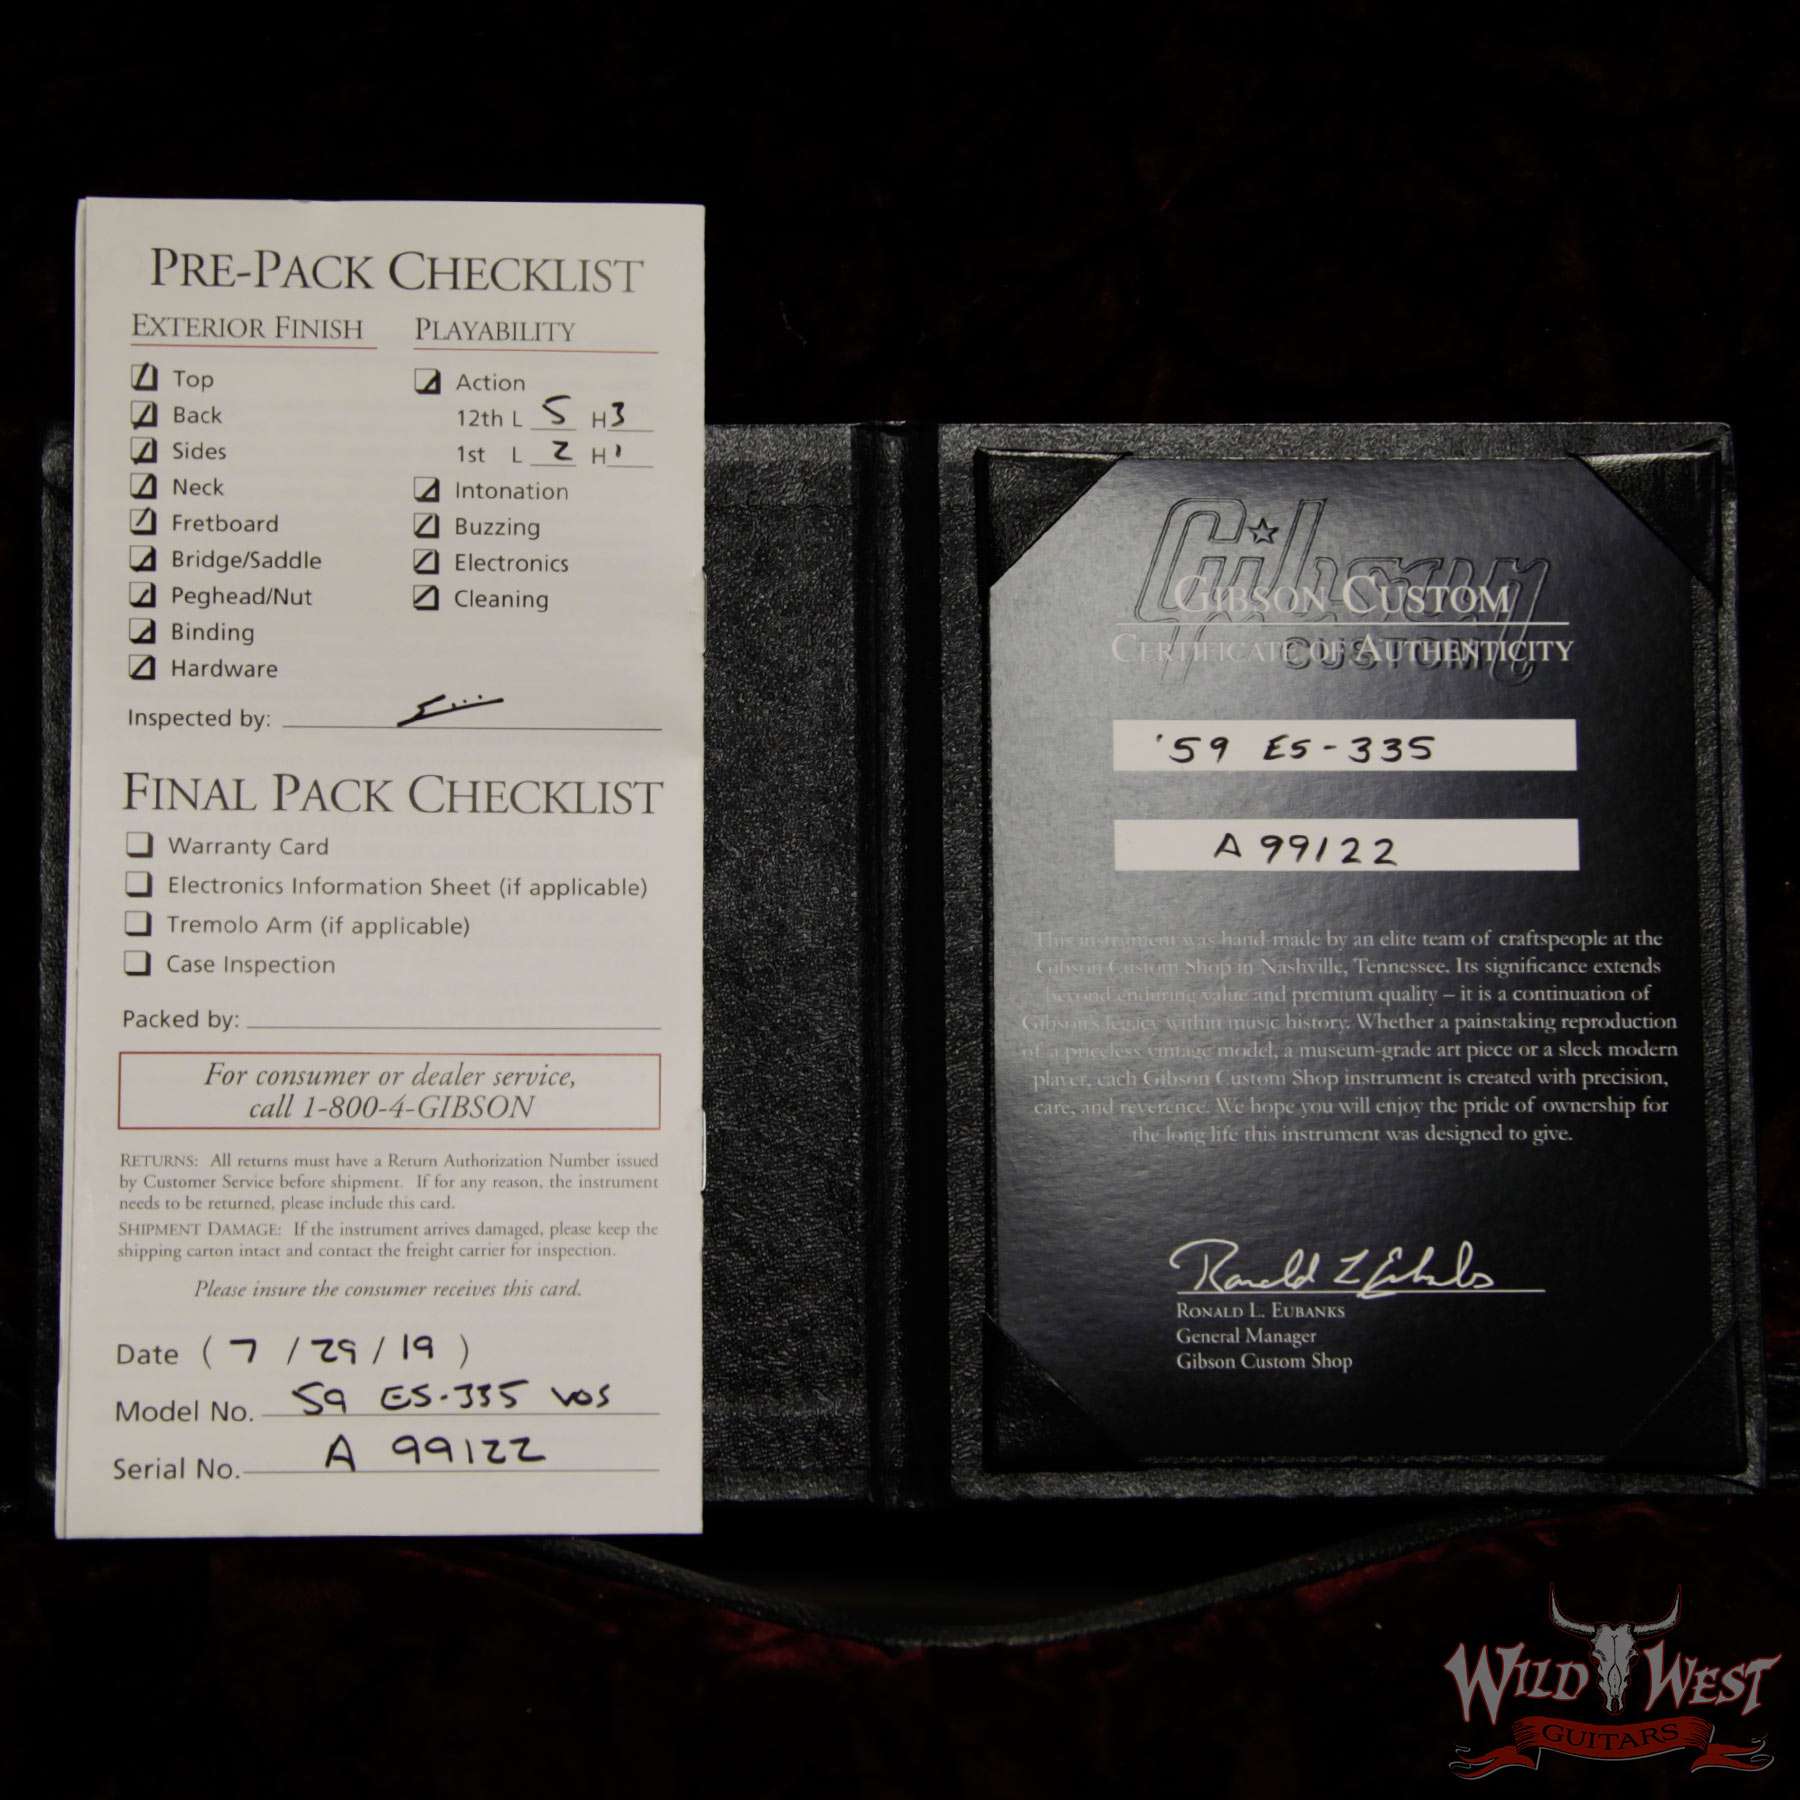 PRE-PACK CHECKLIST
EXTERIOR FINISH
Top
Back
Sides
Neck
Fretboard
Bridge/Saddle
Peghead/Nut
Binding
Hardware
PLAYABILITY
Action
12th L 5 H 3
1st L 2 H 1
Intonation
Buzzing
Electronics
Cleaning
Inspected by:
FINAL PACK CHECKLIST
Warranty Card
Electronics Information Sheet (if applicable)
Tremolo Arm (if applicable)
Case Inspection
Packed by:
For consumer or dealer service,
call 1-800-4-GIBSON
RETURNS: All returns must have a Return Authorization Number issued
by Customer Service before shipment. If for any reason, the instrument
needs to be returned, please include this card.
SHIPMENT DAMAGE: If the instrument arrives damaged, please keep the
shipping carton intact and contact the freight carrier for inspection.
Please insure the consumer receives this card.
Date ( 7 / 29 / 19 )
Model No. 59 ES-335 VOS
Serial No. A 99122
Gibson
CUSTOM
GIBSON CUSTOM
CERTIFICATE OF AUTHENTICITY
'59 ES-335
A 99122
This instrument was hand-made by an elite team of craftspeople at the
Gibson Custom Shop in Nashville, Tennessee. Its significance extends
beyond enduring value and premium quality – it is a continuation of
Gibson's legacy within music history. Whether a painstaking reproduction
of a priceless vintage model, a museum-grade art piece or a sleek modern
player, each Gibson Custom Shop instrument is created with precision,
care, and reverence. We hope you will enjoy the pride of ownership for
the long life this instrument was designed to give.
Ronald L Eubanks
RONALD L. EUBANKS
General Manager
Gibson Custom Shop
WILD WEST
GUITARS